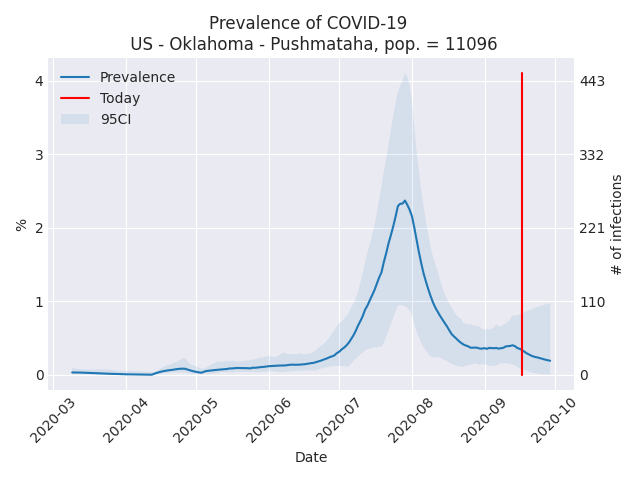 Prevalence of COVID-19
US - Oklahoma - Pushmataha, pop. = 11096
Prevalence
Today
95CI
4
3
2
1
0
%
443
332
221
110
0
# of infections
2020-03
2020-04
2020-05
2020-06
2020-07
2020-08
2020-09
2020-10
Date